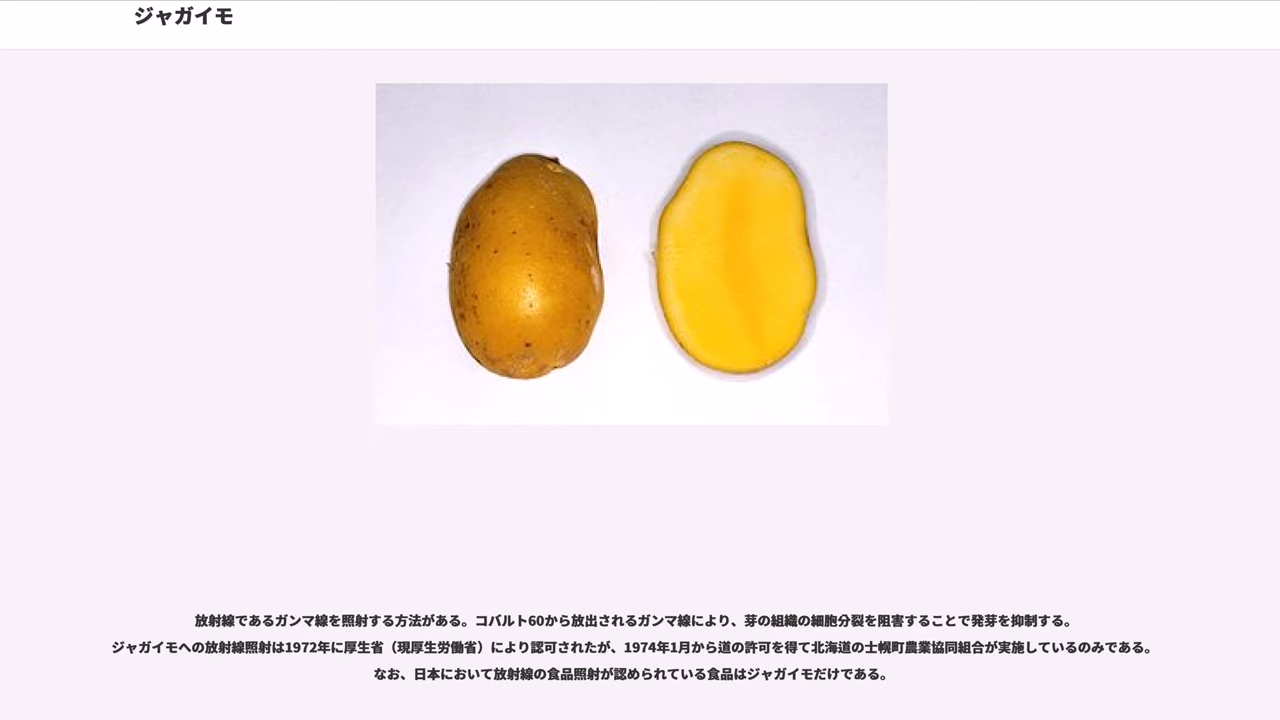 ジャガイモ
放射線であるガンマ線を照射する方法がある。コバルト60から放出されるガンマ線により、芽の組織の細胞分裂を阻害することで発芽を抑制する。
ジャガイモへの放射線照射は1972年に厚生省（現厚生労働省）により認可されたが、1974年1月から道の許可を得て北海道の士幌町農業協同組合が実施しているのみである。
なお、日本において放射線の食品照射が認められている食品はジャガイモだけである。